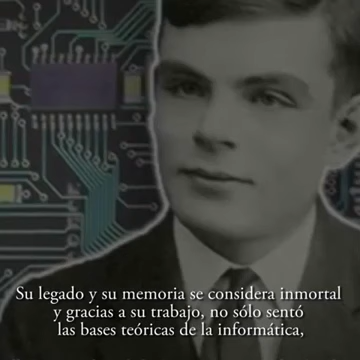 Su legado y su memoria se considera inmortal
y gracias a su trabajo, no sólo sentó
las bases teóricas de la informática,